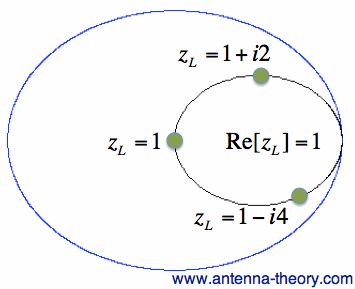 z_L = 1 + i2
z_L = 1
Re[z_L] = 1
z_L = 1 − i4
www.antenna-theory.com